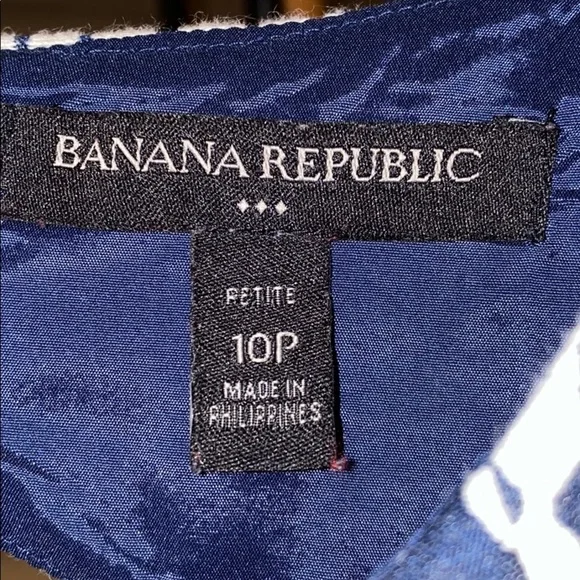 BANANA REPUBLIC
PETITE
10P
MADE IN
PHILIPPINES